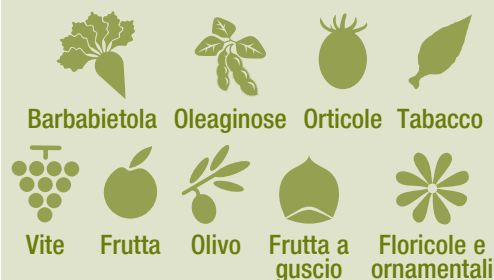 Barbabietola Oleaginose Orticole Tabacco
Vite Frutta Olivo Frutta a guscio Floricole e ornamentali